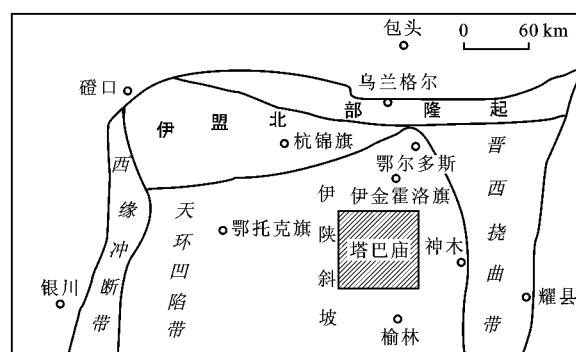 包头
0 60 km
磴口
乌兰格尔
伊盟北部隆起
杭锦旗
鄂尔多斯
伊金霍洛旗
西缘冲断带
天环凹陷带
鄂托克旗
伊陕斜坡
塔巴庙
神木
晋西挠曲带
银川
耀县
榆林